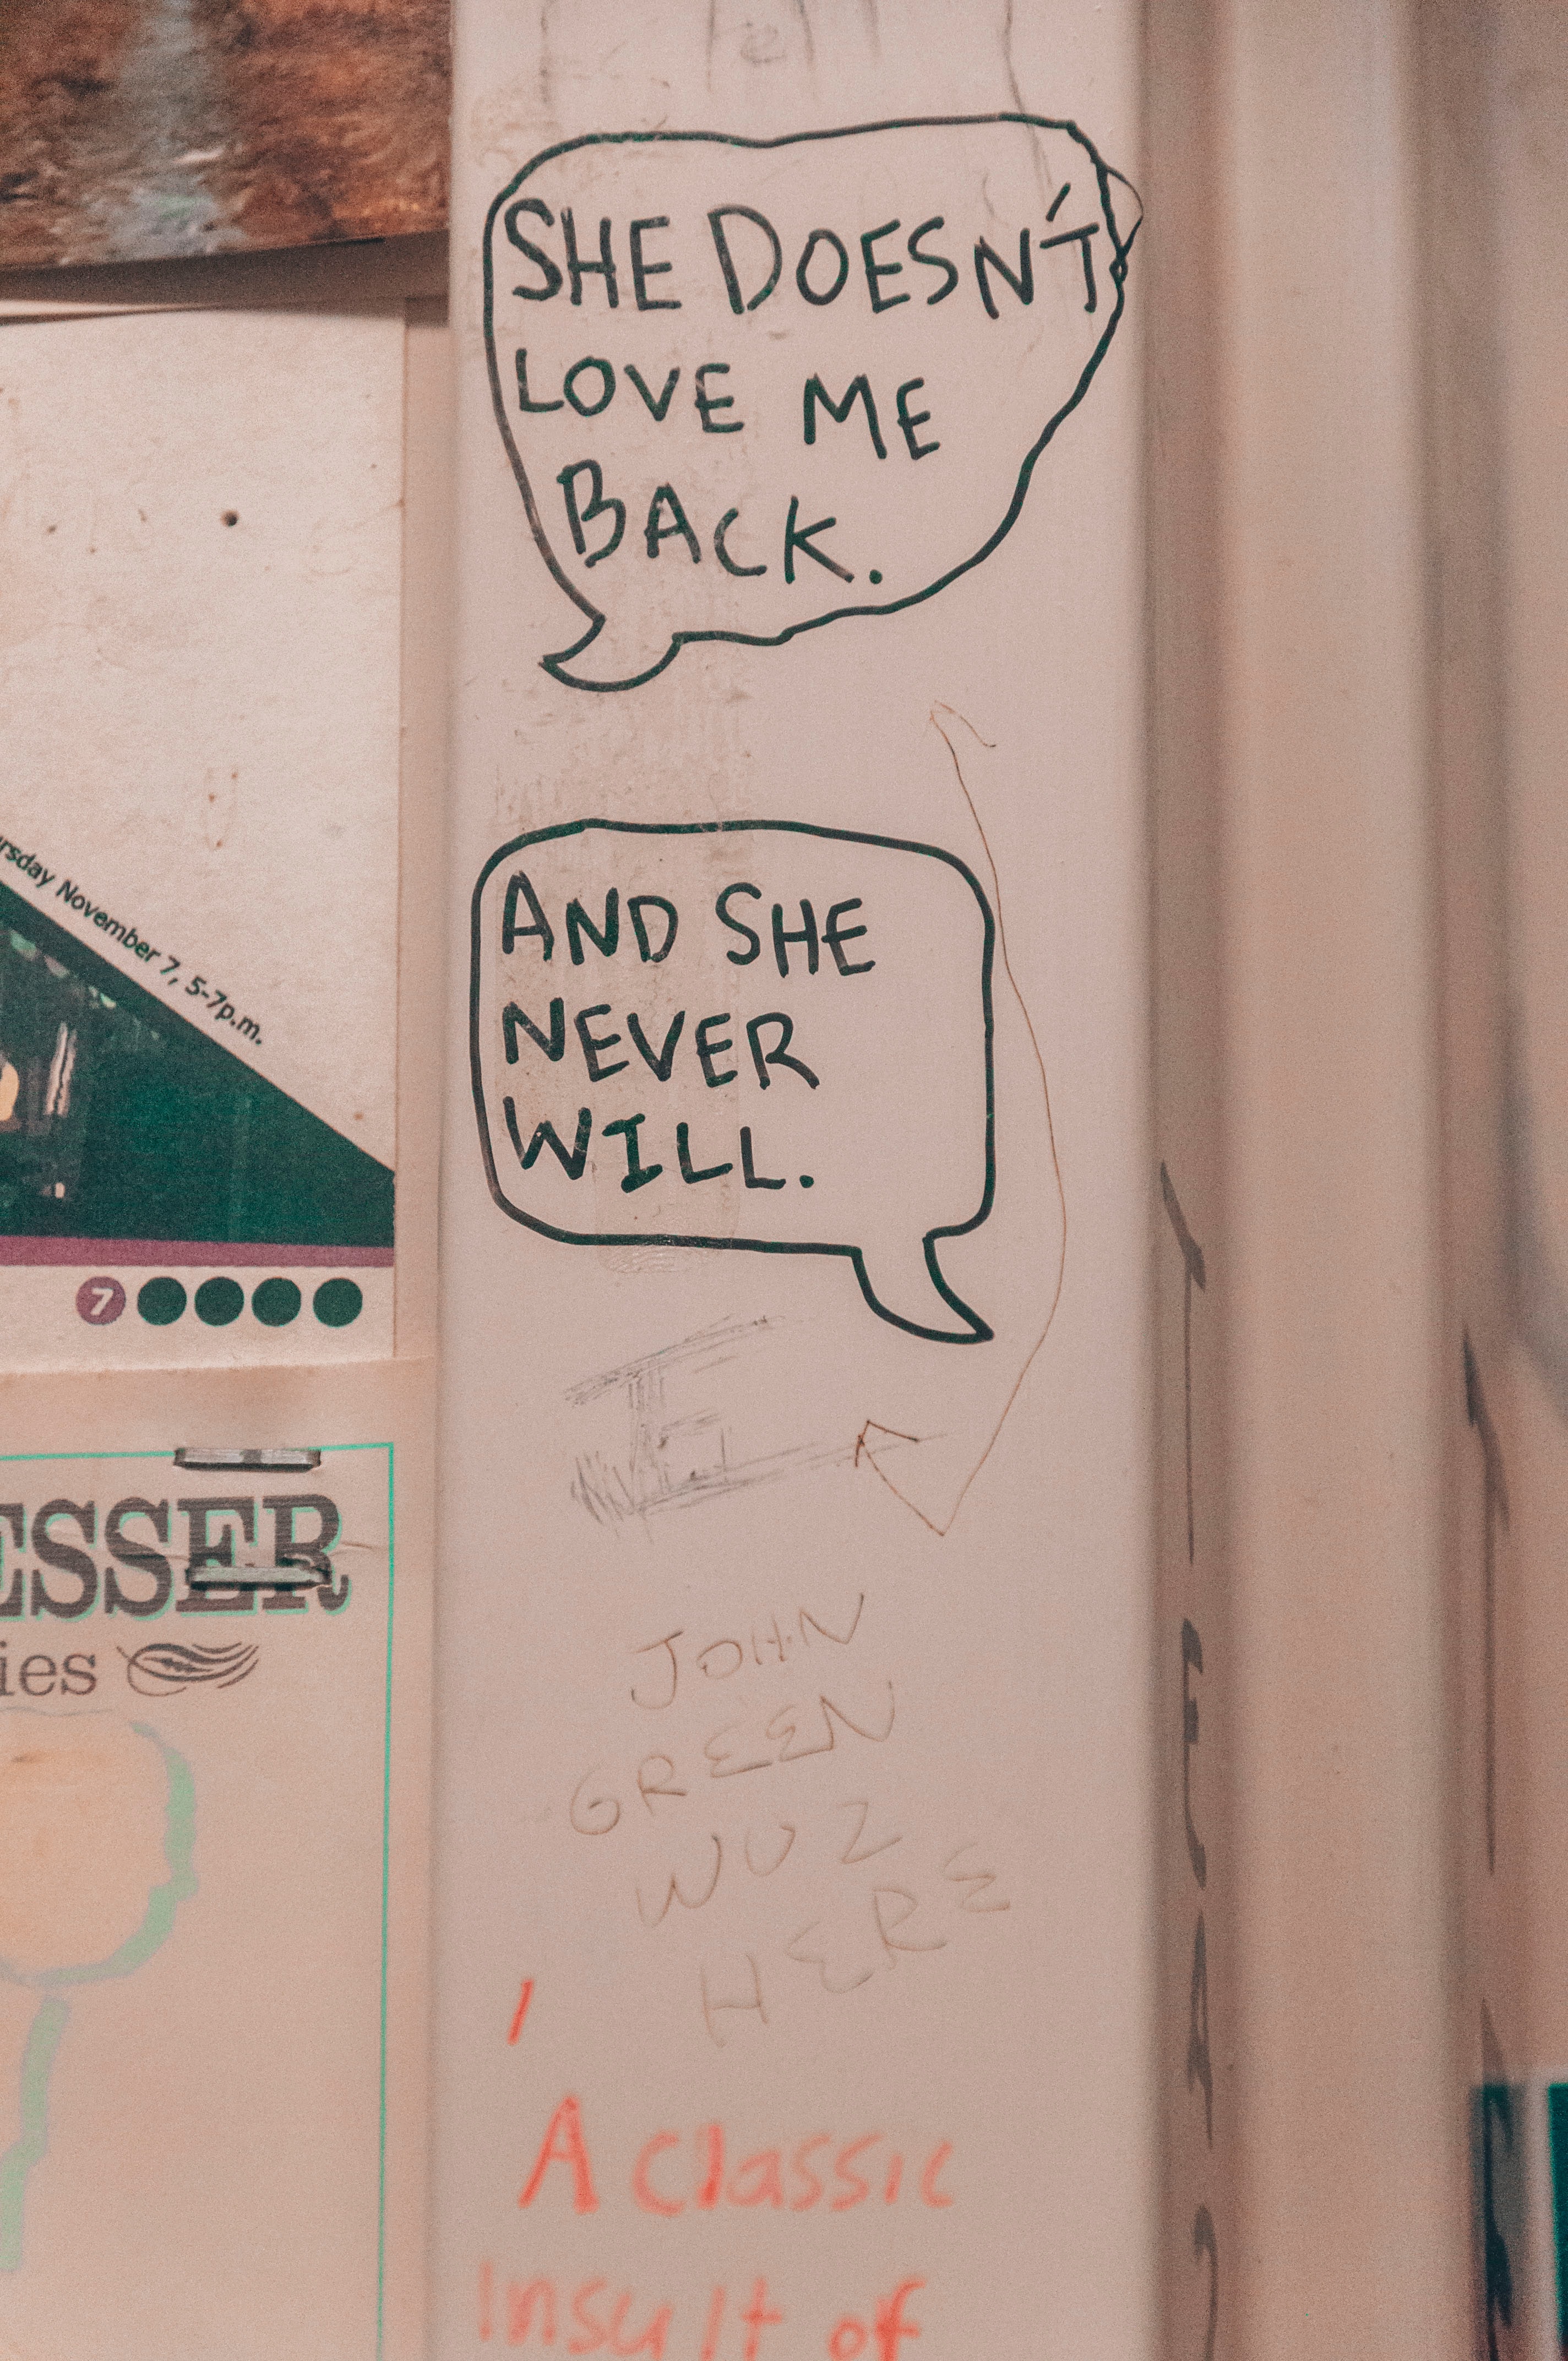 SHE DOESN'T
LOVE ME
BACK.
AND SHE
NEVER
WILL.
JOHN
GREEN
WUZ
HERE
A classic
Insult of
November 7, 5-7p.m.
7
ESSER
ies